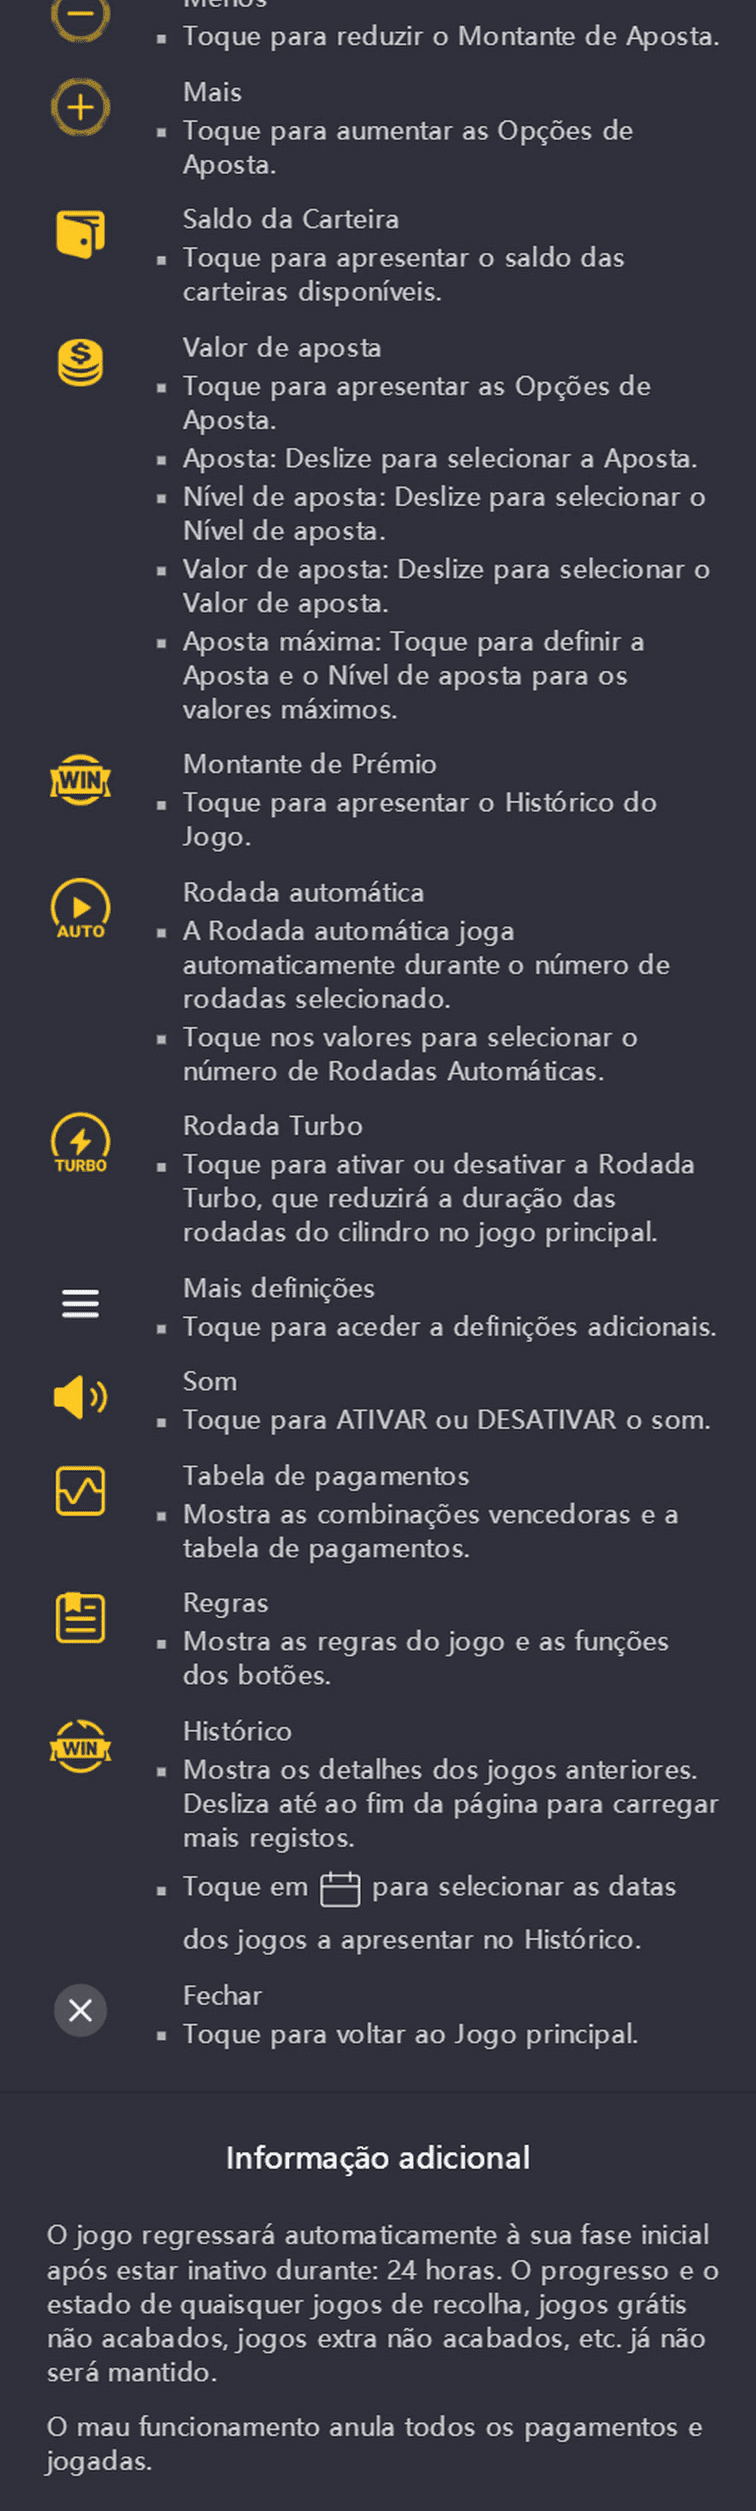 Menos
Toque para reduzir o Montante de Aposta.
Mais
Toque para aumentar as Opções de
Aposta.
Saldo da Carteira
Toque para apresentar o saldo das
carteiras disponíveis.
Valor de aposta
Toque para apresentar as Opções de
Aposta.
Aposta: Deslize para selecionar a Aposta.
Nível de aposta: Deslize para selecionar o
Nível de aposta.
Valor de aposta: Deslize para selecionar o
Valor de aposta.
Aposta máxima: Toque para definir a
Aposta e o Nível de aposta para os
valores máximos.
WIN
Montante de Prémio
Toque para apresentar o Histórico do
Jogo.
AUTO
Rodada automática
A Rodada automática joga
automaticamente durante o número de
rodadas selecionado.
Toque nos valores para selecionar o
número de Rodadas Automáticas.
TURBO
Rodada Turbo
Toque para ativar ou desativar a Rodada
Turbo, que reduzirá a duração das
rodadas do cilindro no jogo principal.
Mais definições
Toque para aceder a definições adicionais.
Som
Toque para ATIVAR ou DESATIVAR o som.
Tabela de pagamentos
Mostra as combinações vencedoras e a
tabela de pagamentos.
Regras
Mostra as regras do jogo e as funções
dos botões.
WIN
Histórico
Mostra os detalhes dos jogos anteriores.
Desliza até ao fim da página para carregar
mais registos.
Toque em para selecionar as datas
dos jogos a apresentar no Histórico.
Fechar
Toque para voltar ao Jogo principal.
Informação adicional
O jogo regressará automaticamente à sua fase inicial
após estar inativo durante: 24 horas. O progresso e o
estado de quaisquer jogos de recolha, jogos grátis
não acabados, jogos extra não acabados, etc. já não
será mantido.
O mau funcionamento anula todos os pagamentos e
jogadas.